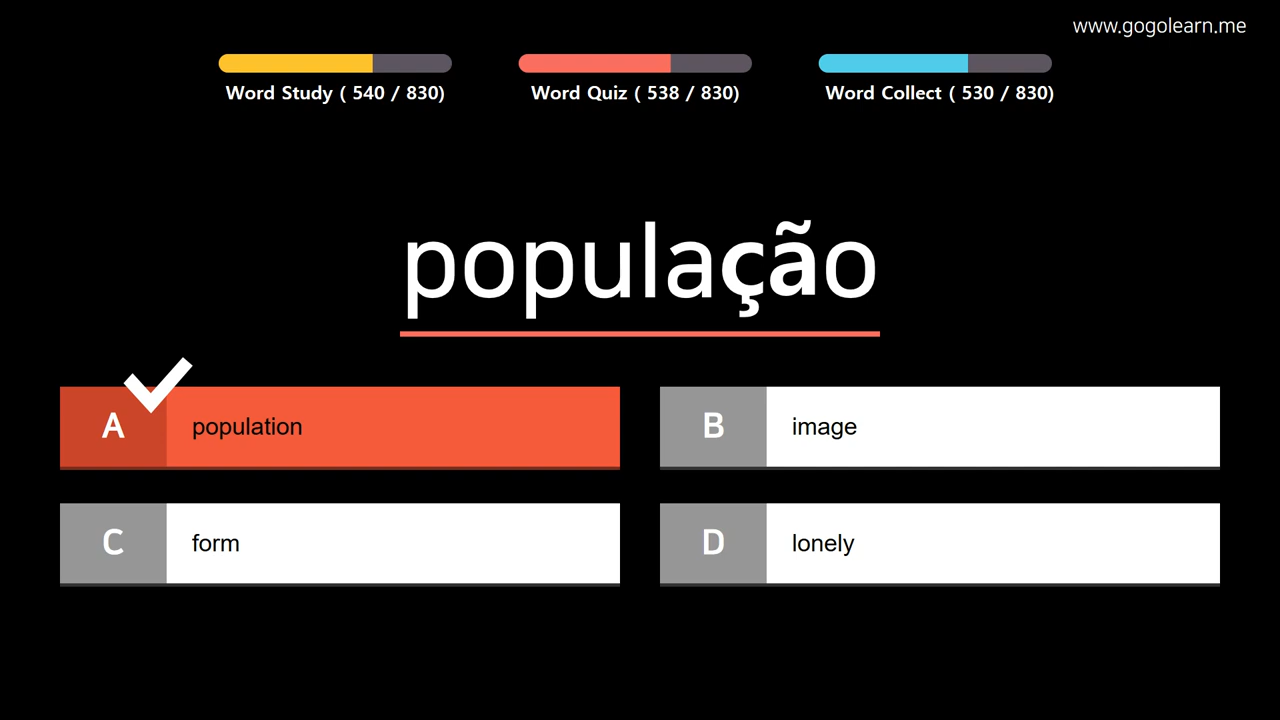 www.gogolearn.me
Word Study ( 540 / 830)
Word Quiz ( 538 / 830)
Word Collect ( 530 / 830)
população
A population
B image
C form
D lonely